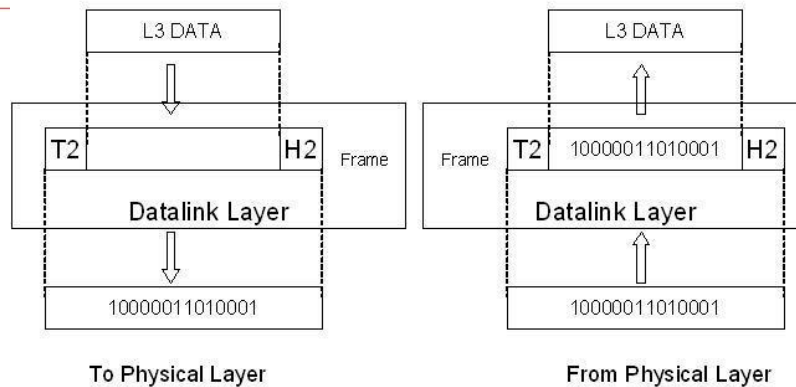 L3 DATA
T2 H2 Frame
Datalink Layer
10000011010001
To Physical Layer
L3 DATA
Frame T2 10000011010001 H2
Datalink Layer
10000011010001
From Physical Layer